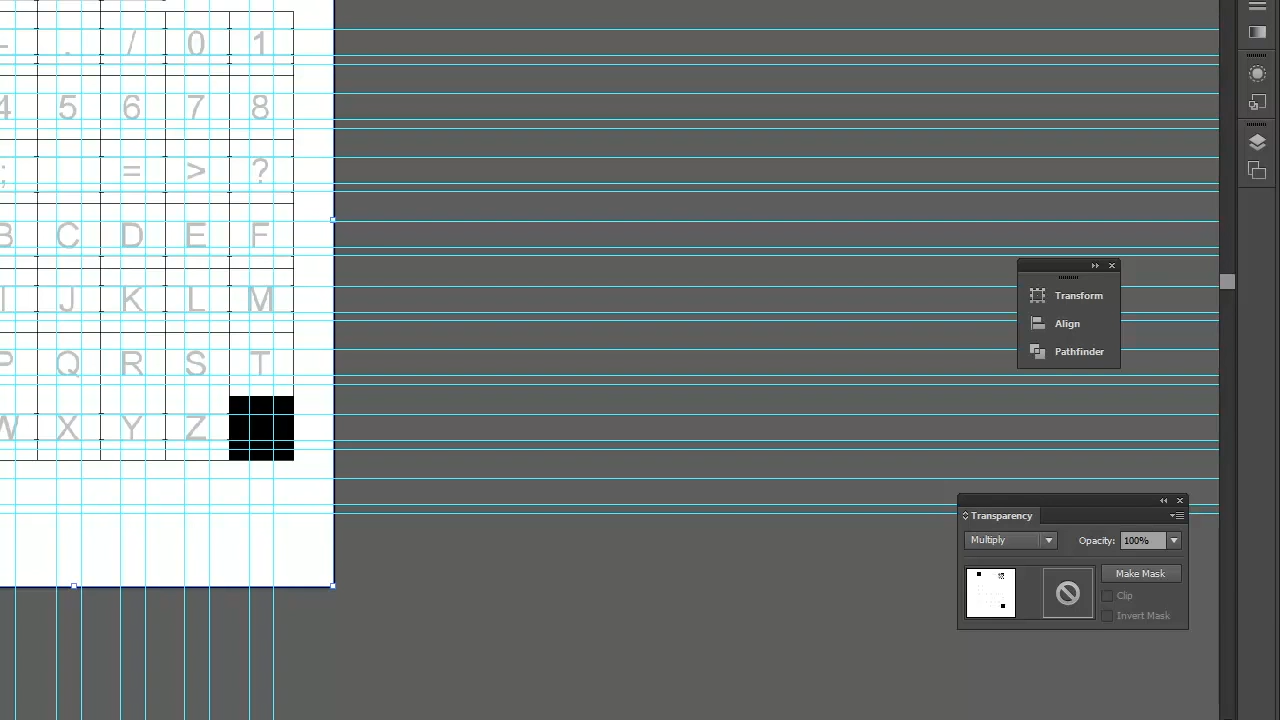 - . / 0 1
4 5 6 7 8
; = > ?
B C D E F
I J K L M
P Q R S T
W X Y Z
Transform
Align
Pathfinder
Transparency
Multiply Opacity: 100%
Make Mask
Clip
Invert Mask